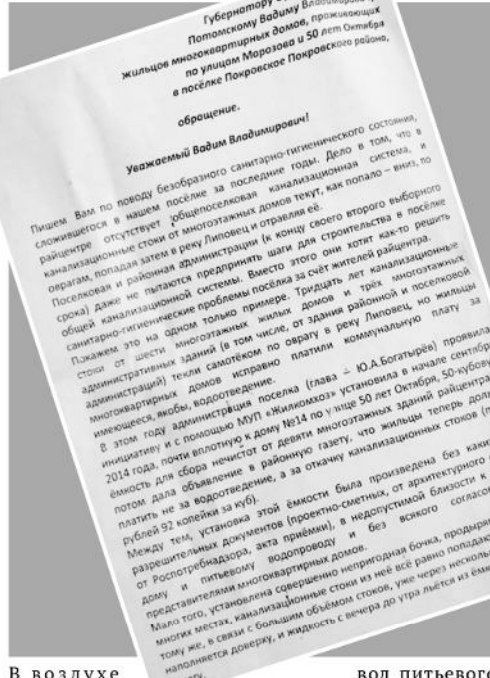 Губернатору
Потомскому Вадиму Владимировичу
жильцов многоквартирных домов, проживающих
по улицам Марозова и 50 лет Октября
в посёлке Покровское Покровского района,
обращение.
Уважаемый Вадим Владимирович!
Пишем Вам по поводу безобразного санитарно-гигиенического состояния,
сложившегося в нашем посёлке за последние годы. Дело в том, что в
райцентре отсутствует общепоселковая канализационная система, и
канализационные стоки от многоэтажных домов текут, как попало – вниз, по
оврагам, попадая затем в реку Липовец и отравляя её.
Поселковая и районная администрации (к концу своего второго выборного
срока) даже не пытаются предпринять шаги для строительства в посёлке
общей канализационной системы. Вместо этого они хотят как-то решить
санитарно-гигиенические проблемы посёлка за счёт жителей райцентра.
Покажем, это на одном только примере. Тридцать лет канализационные
стоки от шести многоэтажных жилых домов и трёх многоэтажных
административных зданий (в том числе, от здания районной и поселковой
администраций) текли самотёком по оврагу в реку Липовец, но жильцы
многоквартирных домов исправно платили коммунальную плату за
имеющееся, якобы, водоотведение.
В этом году администрация поселка (глава – Ю.А.Богатырёв) проявила
инициативу и с помощью МУП «Жилкомхоз» установила в начале сентября
2014 года, почти вплотную к дому №14 по улице 50 лет Октября, 50-кубовую
ёмкость для сбора нечистот от девяти многоэтажных зданий райцентра,
потом дала объявление в районную газету, что жильцы теперь
платить не за водоотведение, а за откачку канализационных стоков
рублей 92 копейки за куб).
Между тем, установка этой ёмкости была произведена без
разрешительных документов (проектно-сметных, от архитектурного
от Роспотребнадзора, акта приёмки), в недопустимой близости к
дому и питьевому водопроводу и без всякого
представителями многоквартирных домов.
Мало того, установлена совершенно непригодная бочка,
многих местах, канализационные стоки из неё всё равно
тому же, в связи с большим объёмом стоков, уже через
наполняется доверху, и жидкость с вечера до утра льётся из
В воздухе
вод питьевого